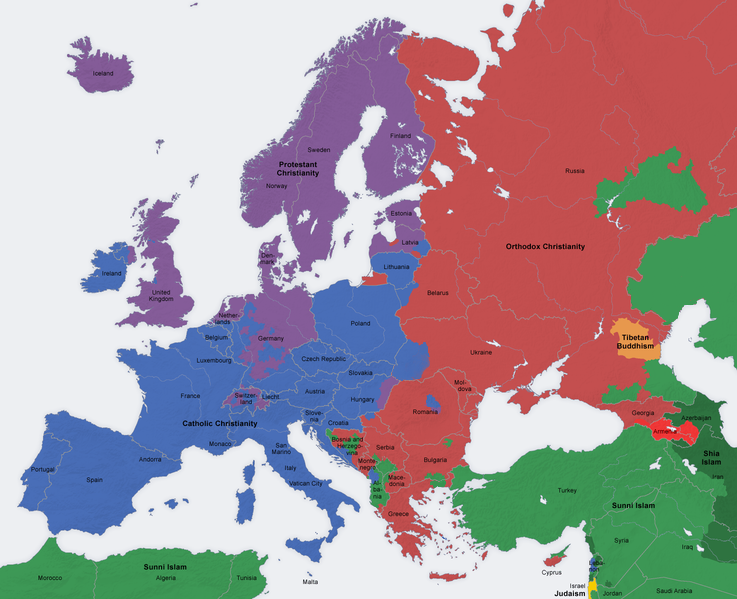 Iceland
Finland
Sweden
Protestant
Christianity
Norway
Russia
Estonia
Latvia
Lithuania
Den-
mark
Ireland
United
Kingdom
Orthodox Christianity
Belarus
Nether-
lands
Poland
Belgium
Germany
Luxembourg
Czech Republic
Slovakia
Ukraine
Tibetan
Buddhism
France
Switzer-
land
Liecht.
Austria
Hungary
Mol-
dova
Romania
Slove-
nia
Croatia
Catholic Christianity
Monaco
San
Marino
Bosnia and
Herzego-
vina
Serbia
Georgia
Armenia
Azerbaijan
Andorra
Portugal
Spain
Italy
Vatican City
Monte-
negro
Bulgaria
Al-
ba-
nia
Mace-
donia
Greece
Shia
Islam
Iran
Turkey
Sunni Islam
Syria
Iraq
Cyprus
Leba-
non
Israel
Judaism
Jordan
Saudi Arabia
Morocco
Sunni Islam
Algeria
Tunisia
Malta